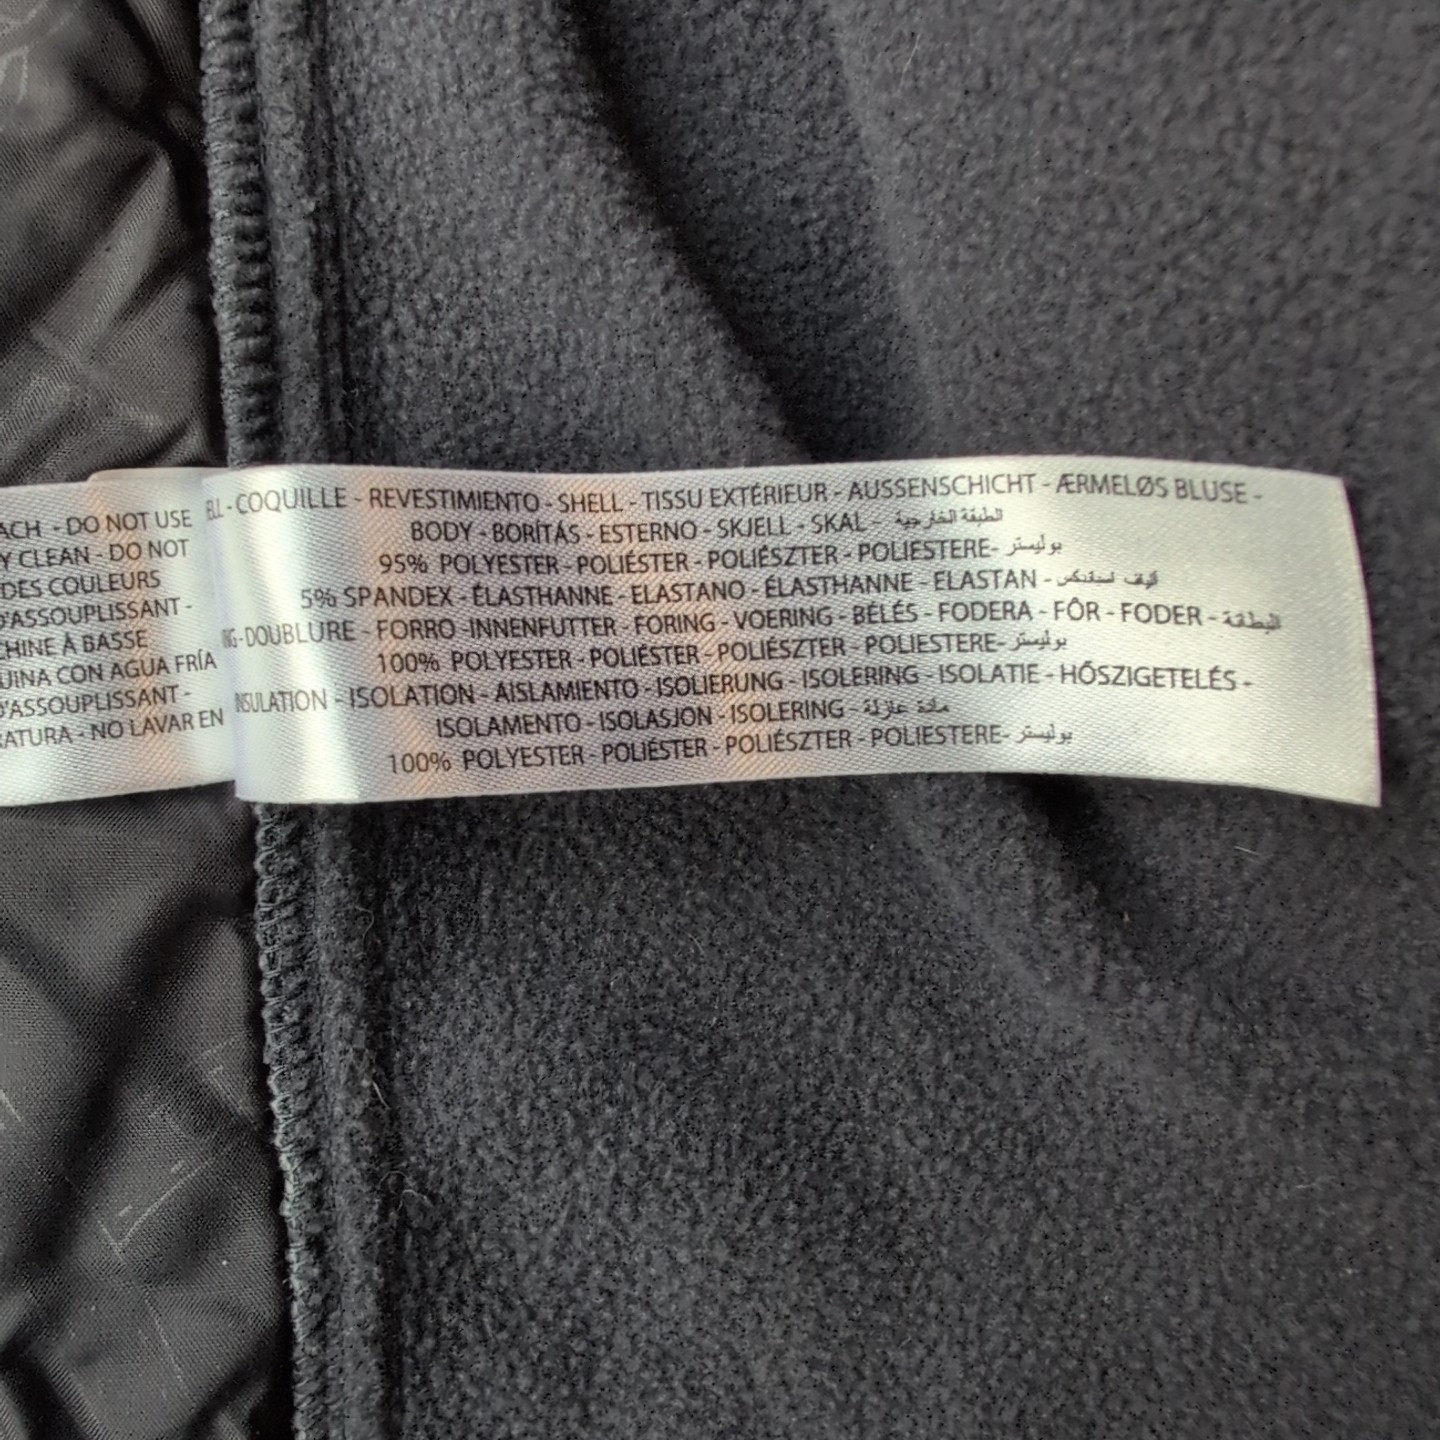 ACH - DO NOT USE
Y CLEAN - DO NOT
DES COULEURS
D'ASSOUPLISSANT -
CHINE À BASSE
UINA CON AGUA FRÍA
D'ASSOUPLISSANT -
RATURA - NO LAVAR EN
ELL - COQUILLE - REVESTIMIENTO - SHELL - TISSU EXTÉRIEUR - AUSSENSCHICHT - ÆRMELØS BLUSE -
BODY - BORÍTÁS - ESTERNO - SKJELL - SKAL - الطبقة الخارجية
95% POLYESTER - POLIÉSTER - POLIÉSZTER - POLIESTERE- بوليستر
5% SPANDEX - ÉLASTHANNE - ELASTANO - ÉLASTHANNE - ELASTAN - ألياف اسباندكس
NG - DOUBLURE - FORRO -INNENFUTTER - FORING - VOERING - BÉLÉS - FODERA - FÔR - FODER - البطانة
100% POLYESTER - POLIÉSTER - POLIÉSZTER - POLIESTERE- بوليستر
INSULATION - ISOLATION - AISLAMIENTO - ISOLIERUNG - ISOLERING - ISOLATIE - HŐSZIGETELÉS -
ISOLAMENTO - ISOLASJON - ISOLERING - مادة عازلة
100% POLYESTER - POLIÉSTER - POLIÉSZTER - POLIESTERE- بوليستر